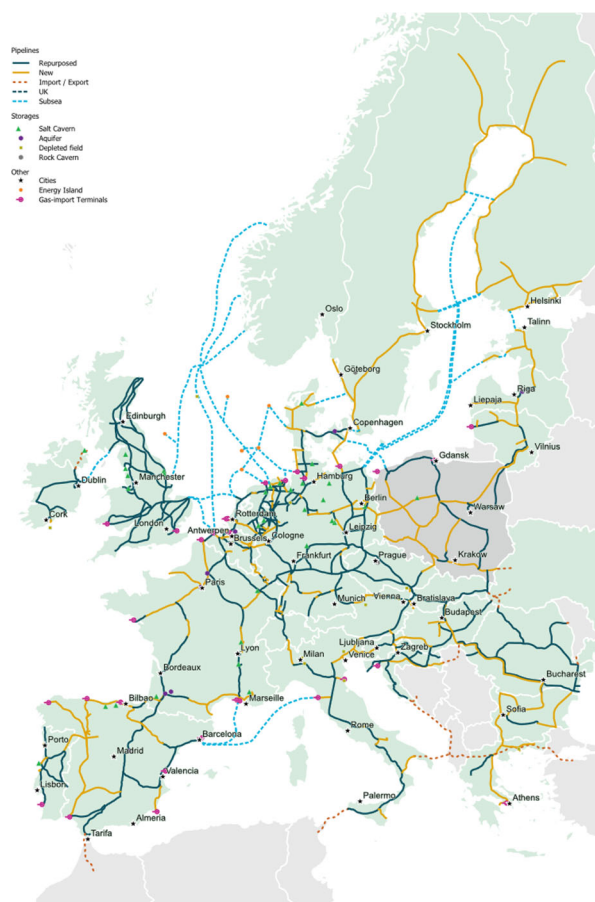 Pipelines
Repurposed
New
Import / Export
UK
Subsea
Storages
Salt Cavern
Aquifer
Depleted field
Rock Cavern
Other
Cities
Energy Island
Gas-import Terminals
Oslo
Helsinki
Stockholm
Talinn
Göteborg
Riga
Liepaja
Edinburgh
Copenhagen
Vilnius
Gdansk
Dublin
Manchester
Hamburg
Berlin
Warsaw
Cork
London
Rotterdam
Antwerpen
Leipzig
Brussels
Cologne
Frankfurt
Prague
Krakow
Paris
Munich
Vienna
Bratislava
Budapest
Lyon
Milan
Ljubljana
Venice
Zagreb
Bordeaux
Bucharest
Bilbao
Marseille
Sofia
Porto
Barcelona
Rome
Madrid
Valencia
Lisbon
Palermo
Athens
Almeria
Tarifa